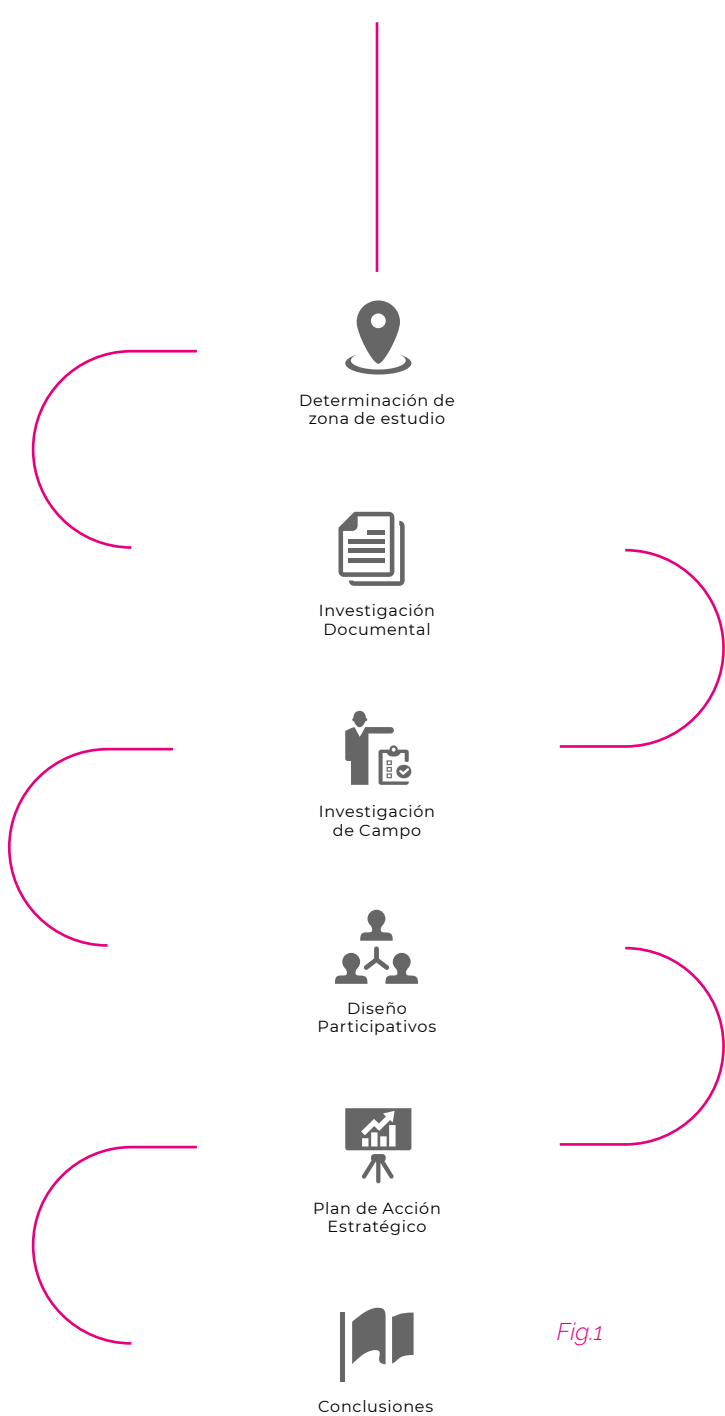 Determinación de
zona de estudio
Investigación
Documental
Investigación
de Campo
Diseño
Participativos
Plan de Acción
Estratégico
Fig.1
Conclusiones